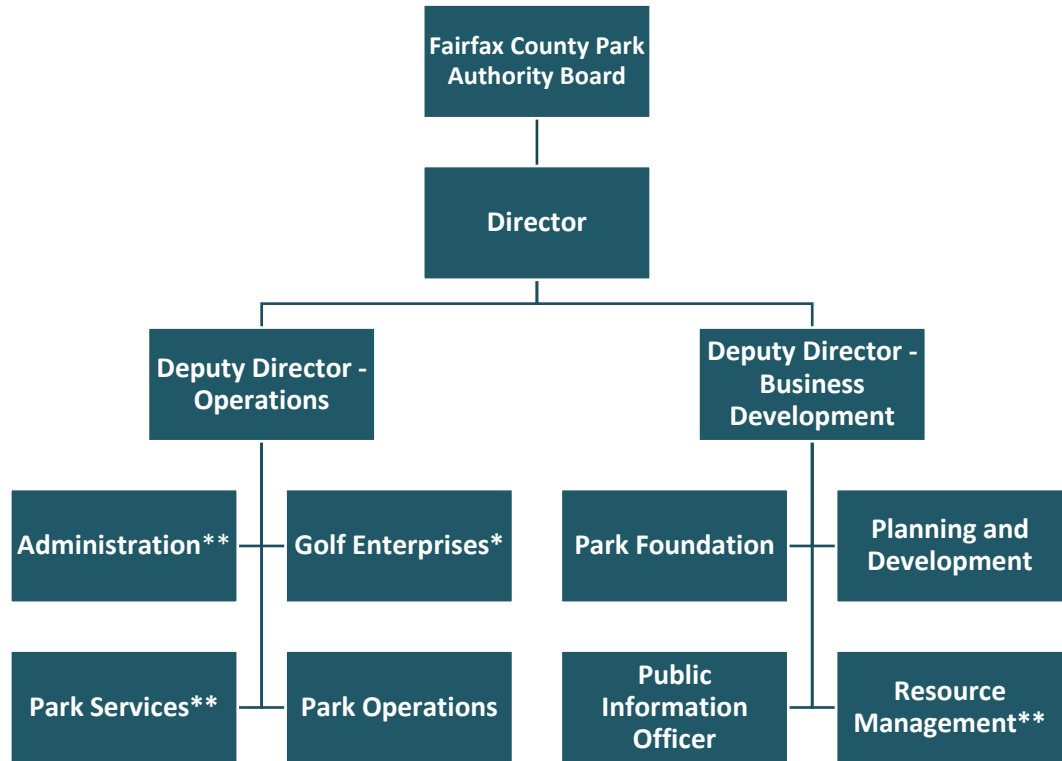 Fairfax County Park
Authority Board
Director
Deputy Director -
Operations
Deputy Director -
Business
Development
Administration**
Golf Enterprises*
Park Foundation
Planning and
Development
Park Services**
Park Operations
Public
Information
Officer
Resource
Management**